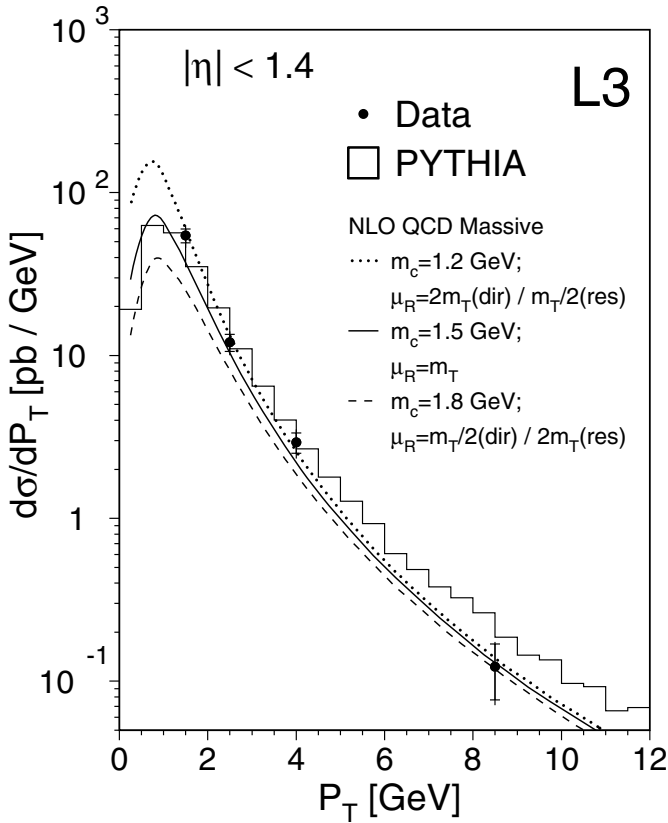 |η| < 1.4
L3
Data
PYTHIA
NLO QCD Massive
m_c=1.2 GeV;
μ_R=2m_T(dir) / m_T/2(res)
m_c=1.5 GeV;
μ_R=m_T
m_c=1.8 GeV;
μ_R=m_T/2(dir) / 2m_T(res)
dσ/dP_T [pb / GeV]
10^3
10^2
10
1
10^-1
0 2 4 6 8 10 12
P_T [GeV]